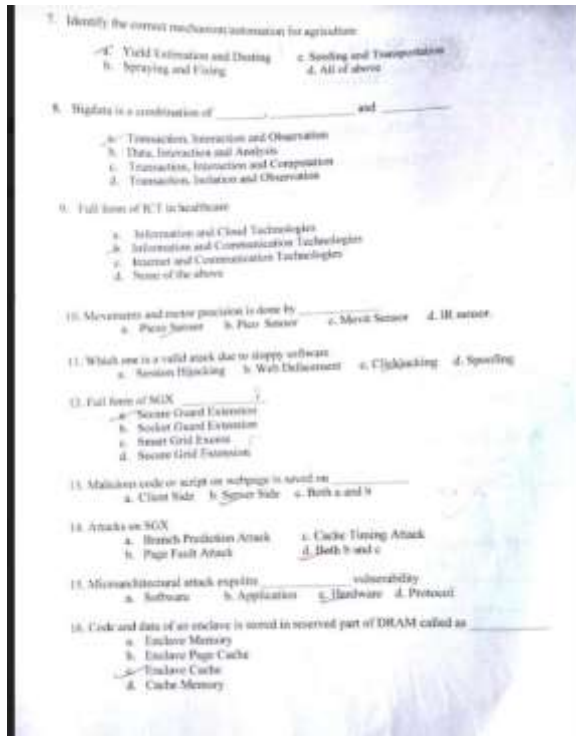 7. Identify the correct mechanism/automation for agriculture
a. Yield Estimation and Dusting c. Seeding and Transportation
b. Spraying and Fixing d. All of above
8. Bigdata is a combination of ________, ________ and ________
a. Transaction, Interaction and Observation
b. Data, Interaction and Analysis
c. Transaction, Interaction and Computation
d. Transaction, Isolation and Observation
9. Full form of ICT in healthcare
a. Information and Cloud Technologies
b. Information and Communication Technologies
c. Internet and Communication Technologies
d. None of the above
10. Movements and motor precision is done by ________
a. Piezo Sensor b. Pico Sensor c. Movit Sensor d. IR sensor.
11. Which one is a valid attack due to sloppy software
a. Session Hijacking b. Web Defacement c. Clickjacking d. Spoofing
12. Full form of SGX ________.
a. Secure Guard Extension
b. Socket Guard Extension
c. Smart Grid
d. Secure Grid Extension
13. Malicious code or script on webpage is saved on ________
a. Client Side b. Server Side c. Both a and b
14. Attacks on SGX
a. Branch Prediction Attack c. Cache Timing Attack
b. Page Fault Attack d. Both b and c
15. Microarchitectural attack exploits ________ vulnerability
a. Software b. Application c. Hardware d. Protocol
16. Code and data of an enclave is stored in reserved part of DRAM called as ________
a. Enclave Memory
b. Enclave Page Cache
c. Enclave Cache
d. Cache Memory